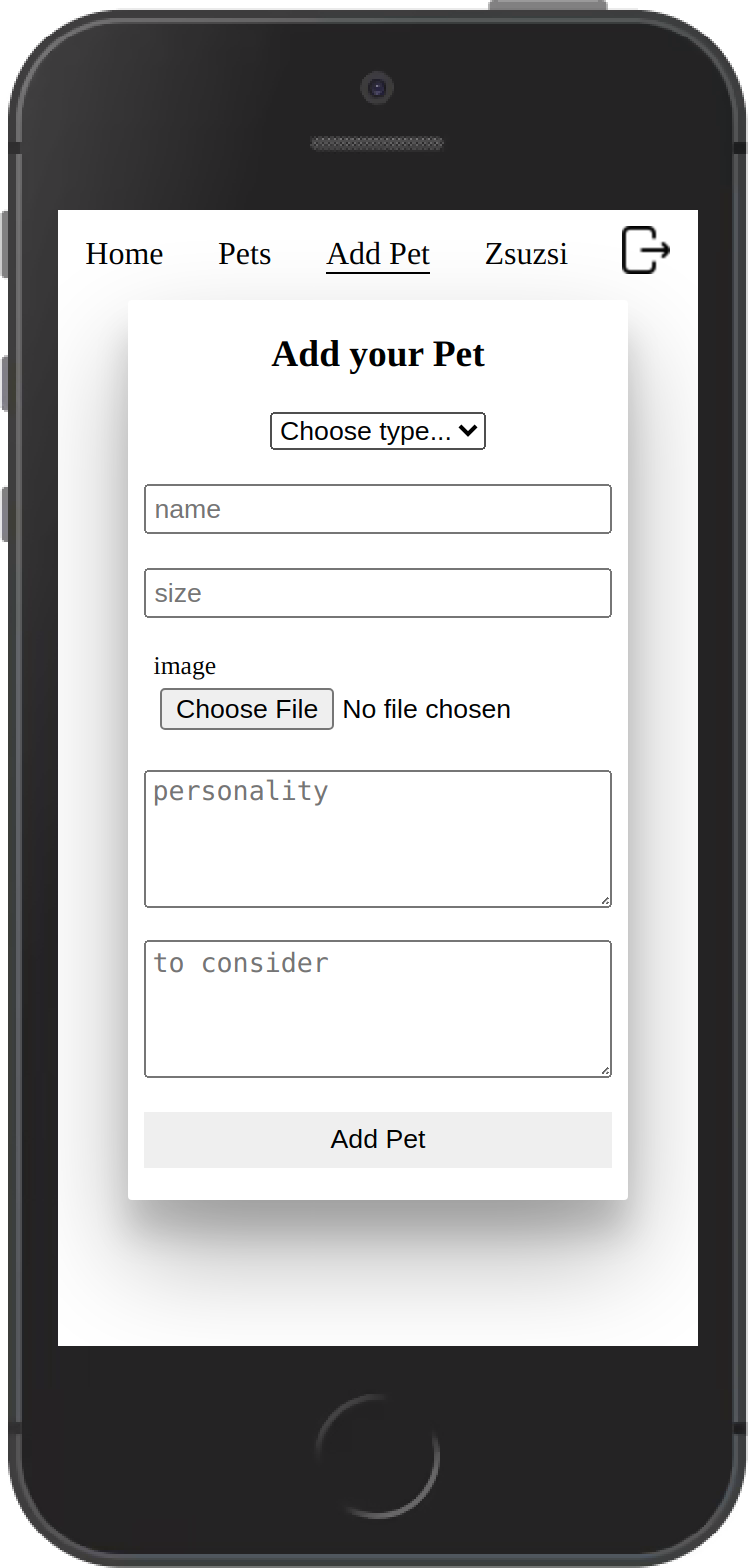 Home Pets Add Pet Zsuzsi
Add your Pet
Choose type...
name
size
image
Choose File No file chosen
personality
to consider
Add Pet